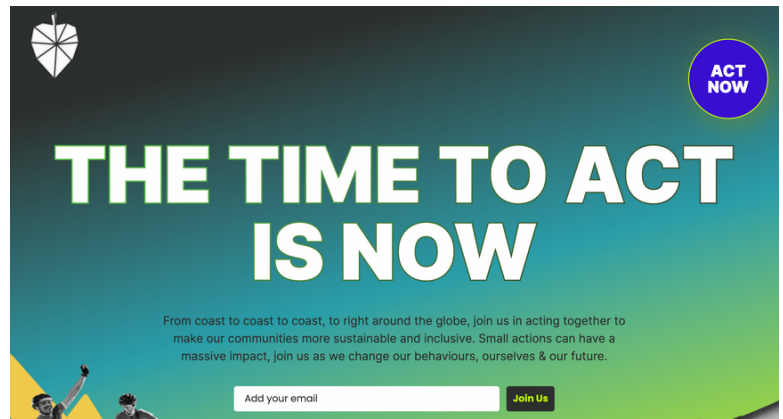 ACT
NOW
THE TIME TO ACT
IS NOW
From coast to coast to coast, to right around the globe, join us in acting together to
make our communities more sustainable and inclusive. Small actions can have a
massive impact, join us as we change our behaviours, ourselves & our future.
Add your email
Join Us